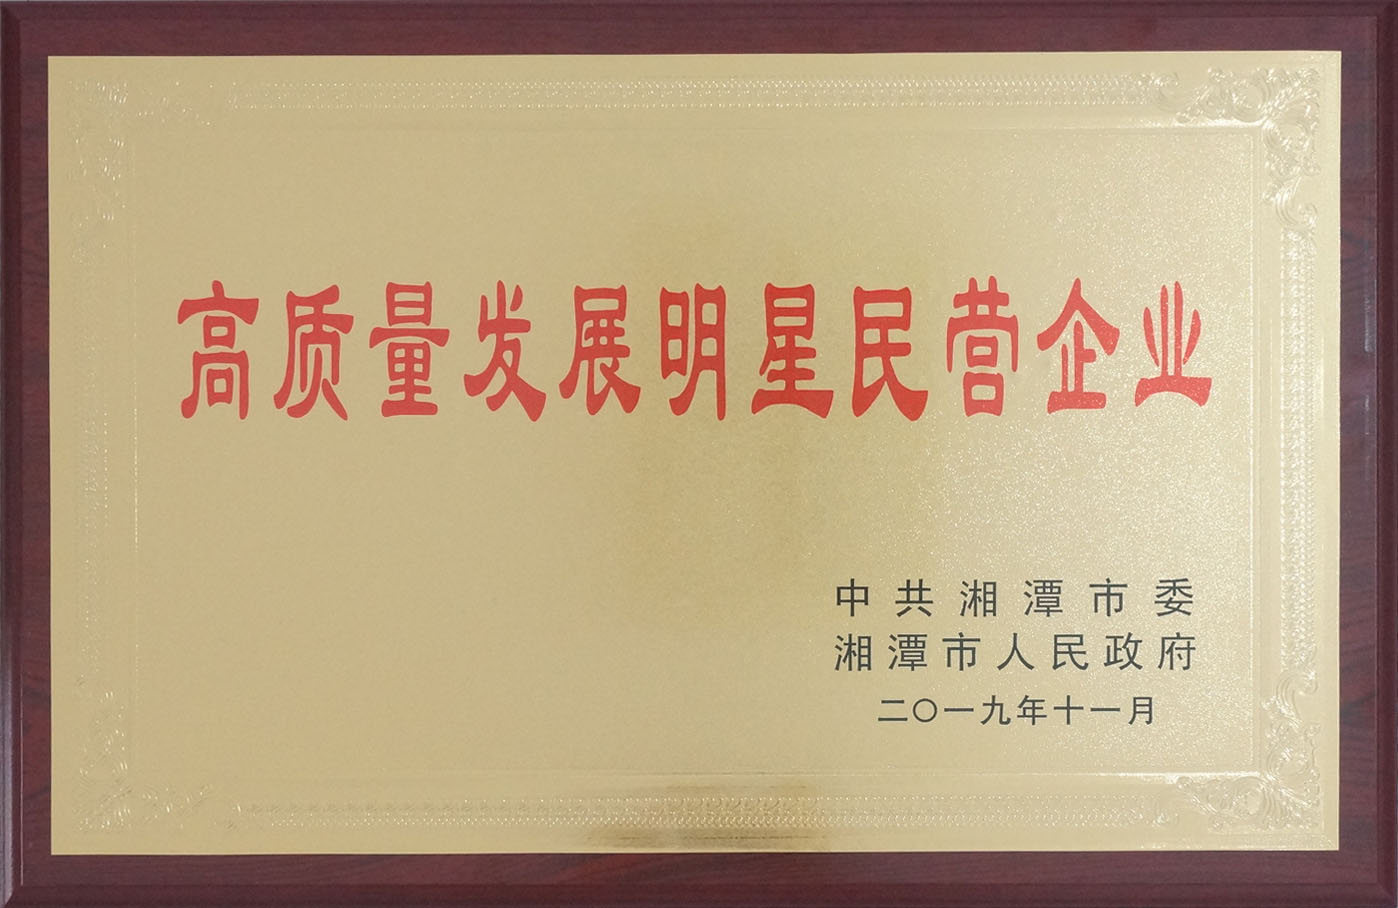 高质量发展明星民营企业
中共湘潭市委
湘潭市人民政府
二〇一九年十一月